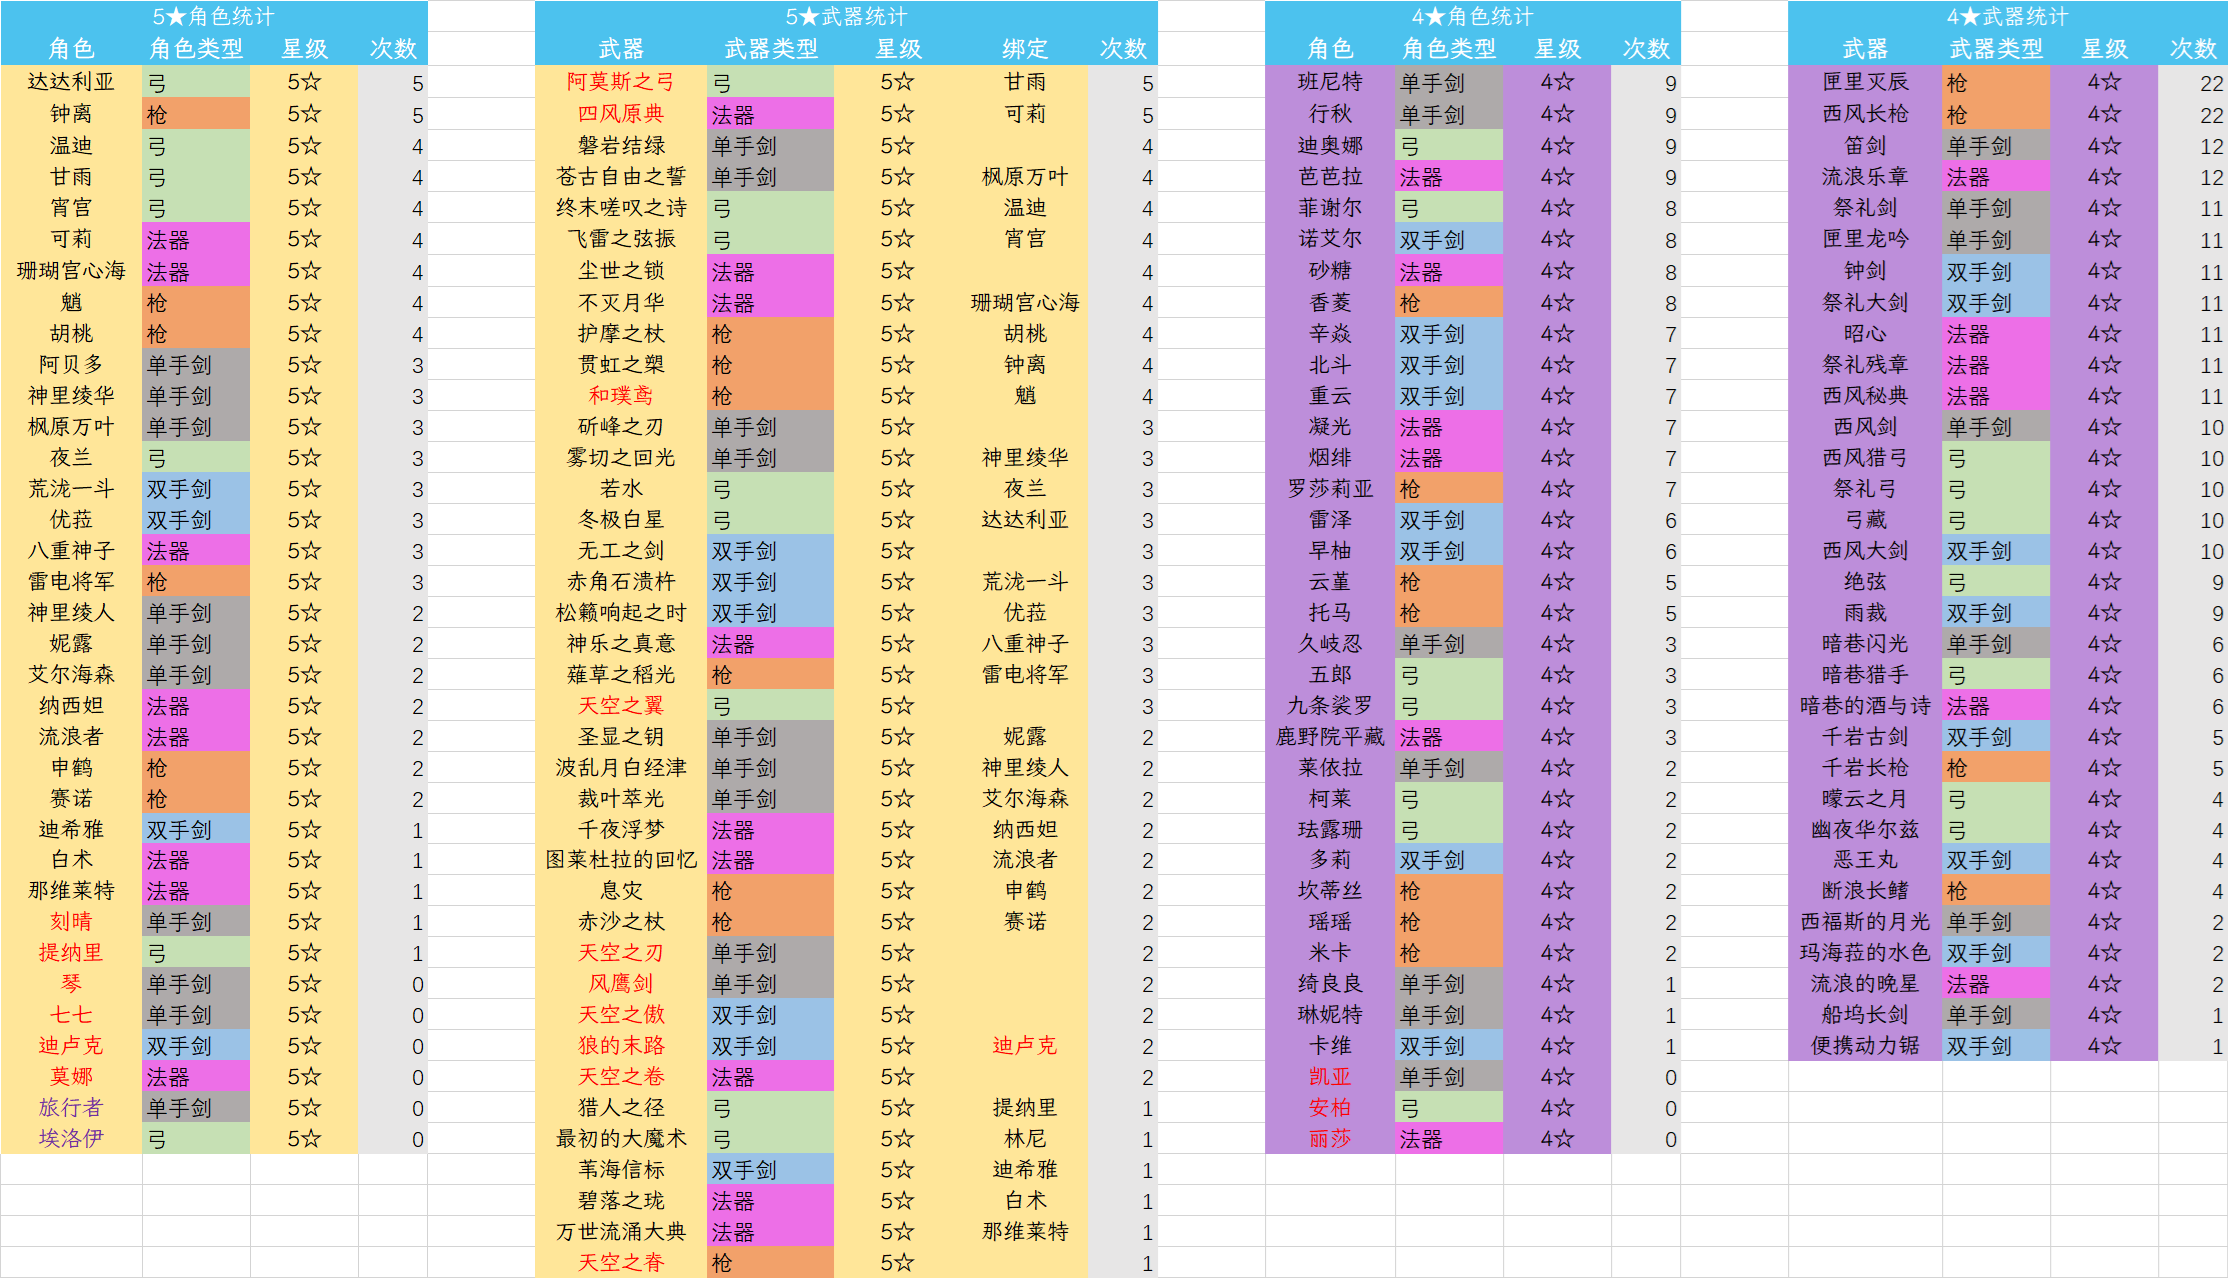 5★角色统计 5★武器统计 4★角色统计 4★武器统计
角色 角色类型 星级 次数 武器 武器类型 星级 绑定 次数 角色 角色类型 星级 次数 武器 武器类型 星级 次数
达达利亚 弓 5☆ 5 阿莫斯之弓 弓 5☆ 甘雨 5 班尼特 单手剑 4☆ 9 匣里灭辰 枪 4☆ 22
钟离 枪 5☆ 5 四风原典 法器 5☆ 可莉 5 行秋 单手剑 4☆ 9 西风长枪 枪 4☆ 22
温迪 弓 5☆ 4 磐岩结绿 单手剑 5☆ 4 迪奥娜 弓 4☆ 9 笛剑 单手剑 4☆ 12
甘雨 弓 5☆ 4 苍古自由之誓 单手剑 5☆ 枫原万叶 4 芭芭拉 法器 4☆ 9 流浪乐章 法器 4☆ 12
宵宫 弓 5☆ 4 终末嗟叹之诗 弓 5☆ 温迪 4 菲谢尔 弓 4☆ 8 祭礼剑 单手剑 4☆ 11
可莉 法器 5☆ 4 飞雷之弦振 弓 5☆ 宵宫 4 诺艾尔 双手剑 4☆ 8 匣里龙吟 单手剑 4☆ 11
珊瑚宫心海 法器 5☆ 4 尘世之锁 法器 5☆ 4 砂糖 法器 4☆ 8 钟剑 双手剑 4☆ 11
魈 枪 5☆ 4 不灭月华 法器 5☆ 珊瑚宫心海 4 香菱 枪 4☆ 8 祭礼大剑 双手剑 4☆ 11
胡桃 枪 5☆ 4 护摩之杖 枪 5☆ 胡桃 4 辛焱 双手剑 4☆ 7 昭心 法器 4☆ 11
阿贝多 单手剑 5☆ 3 贯虹之槊 枪 5☆ 钟离 4 北斗 双手剑 4☆ 7 祭礼残章 法器 4☆ 11
神里绫华 单手剑 5☆ 3 和璞鸢 枪 5☆ 魈 4 重云 双手剑 4☆ 7 西风秘典 法器 4☆ 11
枫原万叶 单手剑 5☆ 3 斫峰之刃 单手剑 5☆ 3 凝光 法器 4☆ 7 西风剑 单手剑 4☆ 10
夜兰 弓 5☆ 3 雾切之回光 单手剑 5☆ 神里绫华 3 烟绯 法器 4☆ 7 西风猎弓 弓 4☆ 10
荒泷一斗 双手剑 5☆ 3 若水 弓 5☆ 夜兰 3 罗莎莉亚 枪 4☆ 7 祭礼弓 弓 4☆ 10
优菈 双手剑 5☆ 3 冬极白星 弓 5☆ 达达利亚 3 雷泽 双手剑 4☆ 6 弓藏 弓 4☆ 10
八重神子 法器 5☆ 3 无工之剑 双手剑 5☆ 3 早柚 双手剑 4☆ 6 西风大剑 双手剑 4☆ 10
雷电将军 枪 5☆ 3 赤角石溃杵 双手剑 5☆ 荒泷一斗 3 云堇 枪 4☆ 5 绝弦 弓 4☆ 9
神里绫人 单手剑 5☆ 2 松籁响起之时 双手剑 5☆ 优菈 3 托马 枪 4☆ 5 雨裁 双手剑 4☆ 9
妮露 单手剑 5☆ 2 神乐之真意 法器 5☆ 八重神子 3 久岐忍 单手剑 4☆ 3 暗巷闪光 单手剑 4☆ 6
艾尔海森 单手剑 5☆ 2 薙草之稻光 枪 5☆ 雷电将军 3 五郎 弓 4☆ 3 暗巷猎手 弓 4☆ 6
纳西妲 法器 5☆ 2 天空之翼 弓 5☆ 3 九条裟罗 弓 4☆ 3 暗巷的酒与诗 法器 4☆ 6
流浪者 法器 5☆ 2 圣显之钥 单手剑 5☆ 妮露 2 鹿野院平藏 法器 4☆ 3 千岩古剑 双手剑 4☆ 5
申鹤 枪 5☆ 2 波乱月白经津 单手剑 5☆ 神里绫人 2 莱依拉 单手剑 4☆ 2 千岩长枪 枪 4☆ 5
赛诺 枪 5☆ 2 裁叶萃光 单手剑 5☆ 艾尔海森 2 柯莱 弓 4☆ 2 曚云之月 弓 4☆ 4
迪希雅 双手剑 5☆ 1 千夜浮梦 法器 5☆ 纳西妲 2 珐露珊 弓 4☆ 2 幽夜华尔兹 弓 4☆ 4
白术 法器 5☆ 1 图莱杜拉的回忆 法器 5☆ 流浪者 2 多莉 双手剑 4☆ 2 恶王丸 双手剑 4☆ 4
那维莱特 法器 5☆ 1 息灾 枪 5☆ 申鹤 2 坎蒂丝 枪 4☆ 2 断浪长鳍 枪 4☆ 4
刻晴 单手剑 5☆ 1 赤沙之杖 枪 5☆ 赛诺 2 瑶瑶 枪 4☆ 2 西福斯的月光 单手剑 4☆ 2
提纳里 弓 5☆ 1 天空之刃 单手剑 5☆ 2 米卡 枪 4☆ 2 玛海菈的水色 双手剑 4☆ 2
琴 单手剑 5☆ 0 风鹰剑 单手剑 5☆ 2 绮良良 单手剑 4☆ 1 流浪的晚星 法器 4☆ 2
七七 单手剑 5☆ 0 天空之傲 双手剑 5☆ 2 琳妮特 单手剑 4☆ 1 船坞长剑 单手剑 4☆ 1
迪卢克 双手剑 5☆ 0 狼的末路 双手剑 5☆ 迪卢克 2 卡维 双手剑 4☆ 1 便携动力锯 双手剑 4☆ 1
莫娜 法器 5☆ 0 天空之卷 法器 5☆ 2 凯亚 单手剑 4☆ 0
旅行者 单手剑 5☆ 0 猎人之径 弓 5☆ 提纳里 1 安柏 弓 4☆ 0
埃洛伊 弓 5☆ 0 最初的大魔术 弓 5☆ 林尼 1 丽莎 法器 4☆ 0
苇海信标 双手剑 5☆ 迪希雅 1
碧落之珑 法器 5☆ 白术 1
万世流涌大典 法器 5☆ 那维莱特 1
天空之脊 枪 5☆ 1